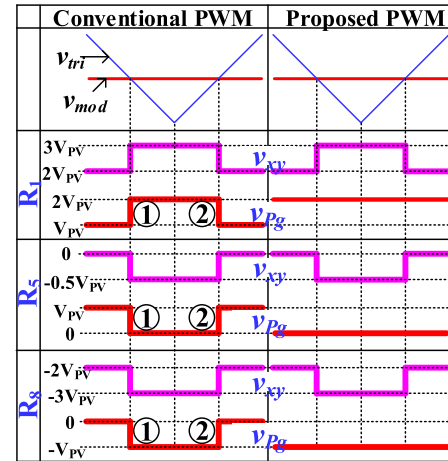 Conventional PWM Proposed PWM
v_tri
v_mod
R_1
3V_PV
v_xy
2V_PV
2V_PV
① ② v_Pg
V_PV
R_5
0
v_xy
-0.5V_PV
V_PV
① ② v_Pg
0
R_8
-2V_PV
v_xy
-3V_PV
0
① ② v_Pg
-V_PV